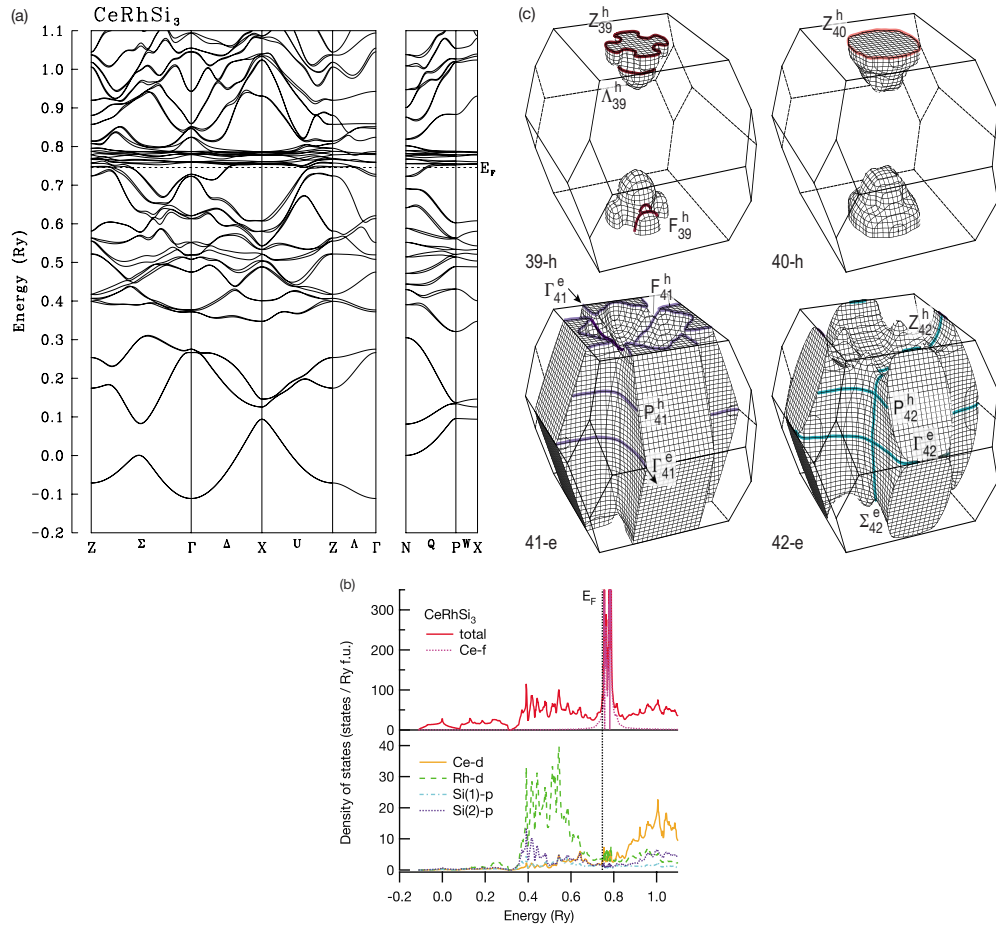 (a)
CeRhSi₃
1.1
1.0
0.9
0.8
0.7
0.6
0.5
0.4
0.3
0.2
0.1
0.0
-0.1
-0.2
Energy (Ry)
E_F
Z Σ Γ Δ X U Z Λ Γ N Q P W X
(c)
Z₃₉ʰ
Λ₃₉ʰ
F₃₉ʰ
39-h
Z₄₀ʰ
40-h
Γ₄₁ᵉ
F₄₁ʰ
P₄₁ʰ
Γ₄₁ᵉ
41-e
Z₄₂ʰ
P₄₂ʰ
Γ₄₂ᵉ
Σ₄₂ᵉ
42-e
(b)
E_F
CeRhSi₃
total
Ce-f
300
200
100
50
0
Ce-d
Rh-d
Si(1)-p
Si(2)-p
40
30
20
10
0
Density of states (states / Ry f.u.)
-0.2 0.0 0.2 0.4 0.6 0.8 1.0
Energy (Ry)